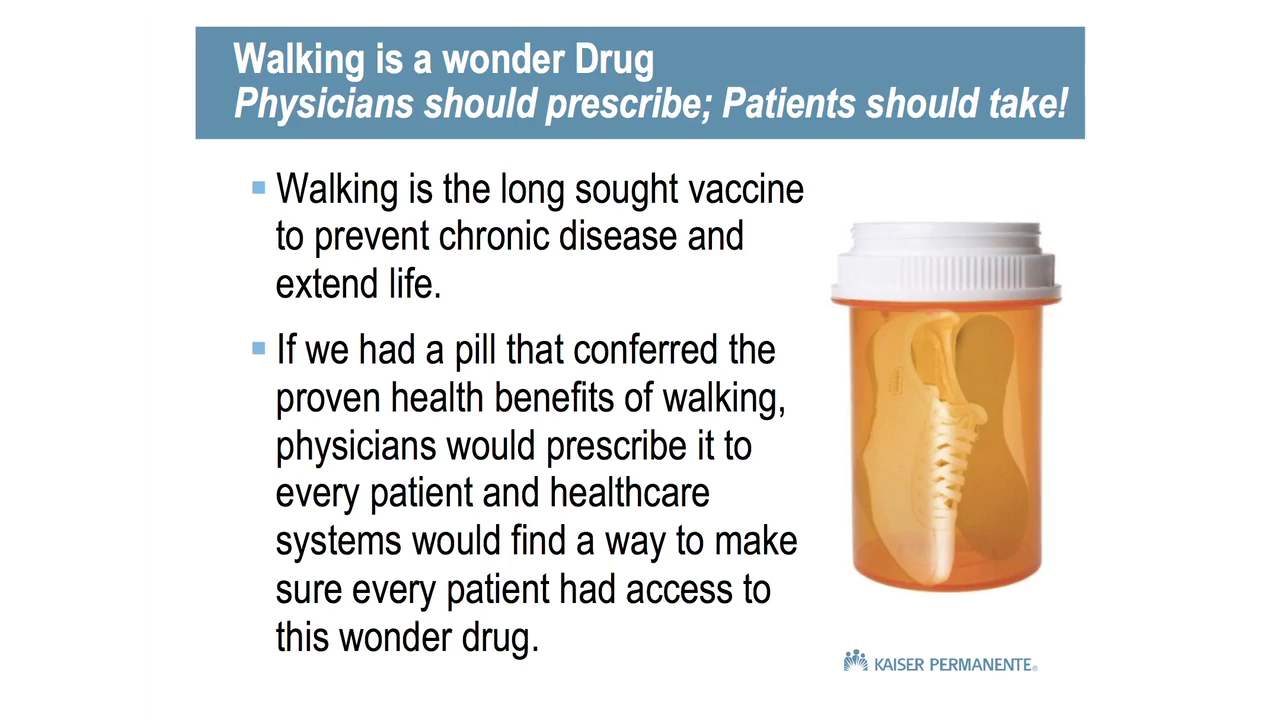 Walking is a wonder Drug
Physicians should prescribe; Patients should take!
Walking is the long sought vaccine
to prevent chronic disease and
extend life.
If we had a pill that conferred the
proven health benefits of walking,
physicians would prescribe it to
every patient and healthcare
systems would find a way to make
sure every patient had access to
this wonder drug.
KAISER PERMANENTE®